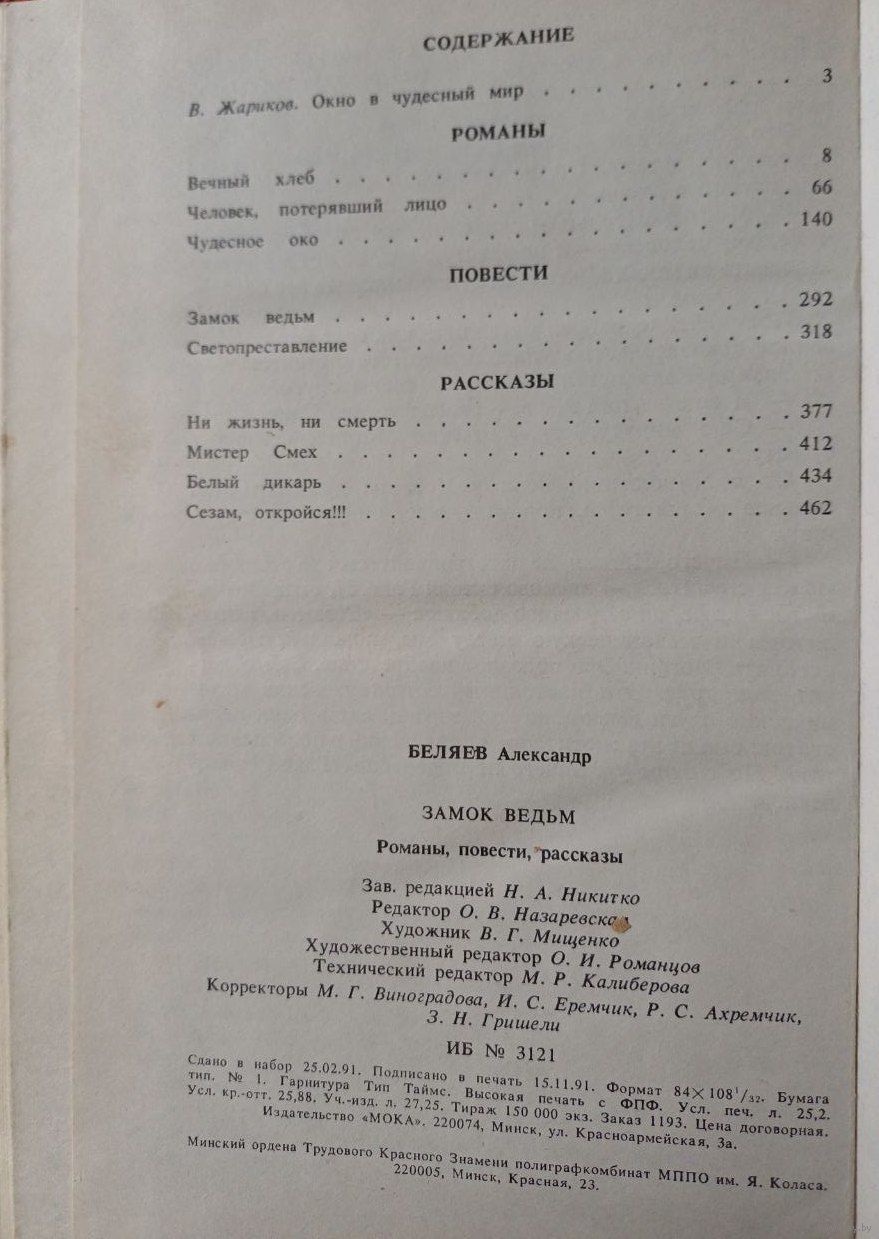 СОДЕРЖАНИЕ
В. Жариков. Окно в чудесный мир . . . . . . . . . . 3
РОМАНЫ
Вечный хлеб . . . . . . . . . . . . . . . . . . 8
Человек, потерявший лицо . . . . . . . . . . . . . 66
Чудесное око . . . . . . . . . . . . . . . . . . 140
ПОВЕСТИ
Замок ведьм . . . . . . . . . . . . . . . . . . 292
Светопреставление . . . . . . . . . . . . . . . . . 318
РАССКАЗЫ
Ни жизнь, ни смерть . . . . . . . . . . . . . . . 377
Мистер Смех . . . . . . . . . . . . . . . . . . 412
Белый дикарь . . . . . . . . . . . . . . . . . . 434
Сезам, откройся!!! . . . . . . . . . . . . . . . . . 462
БЕЛЯЕВ Александр
ЗАМОК ВЕДЬМ
Романы, повести, рассказы
Зав. редакцией Н. А. Никитко
Редактор О. В. Назаревская
Художник В. Г. Мищенко
Художественный редактор О. И. Романцов
Технический редактор М. Р. Калиберова
Корректоры М. Г. Виноградова, И. С. Еремчик, Р. С. Ахремчик,
З. Н. Гришели
ИБ № 3121
Сдано в набор 25.02.91. Подписано в печать 15.11.91. Формат 84×108¹/₃₂. Бумага
тип. № 1. Гарнитура Тип Таймс. Высокая печать с ФПФ. Усл. печ. л. 25,2.
Усл. кр.-отт. 25,88. Уч.-изд. л. 27,25. Тираж 150 000 экз. Заказ 1193. Цена договорная.
Издательство «МОКА». 220074, Минск, ул. Красноармейская, 3а.
Минский ордена Трудового Красного Знамени полиграфкомбинат МППО им. Я. Коласа.
220005, Минск, Красная, 23.